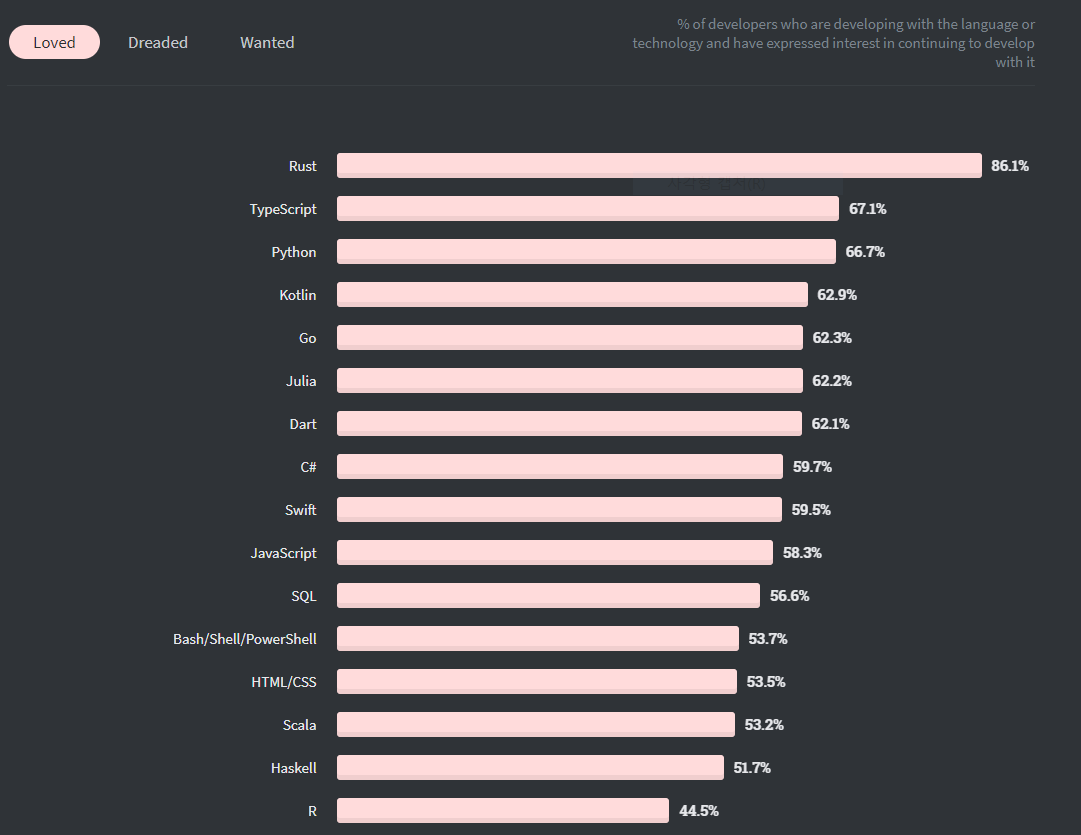 Loved Dreaded Wanted
% of developers who are developing with the language or
technology and have expressed interest in continuing to develop
with it
Rust 86.1%
TypeScript 67.1%
Python 66.7%
Kotlin 62.9%
Go 62.3%
Julia 62.2%
Dart 62.1%
C# 59.7%
Swift 59.5%
JavaScript 58.3%
SQL 56.6%
Bash/Shell/PowerShell 53.7%
HTML/CSS 53.5%
Scala 53.2%
Haskell 51.7%
R 44.5%